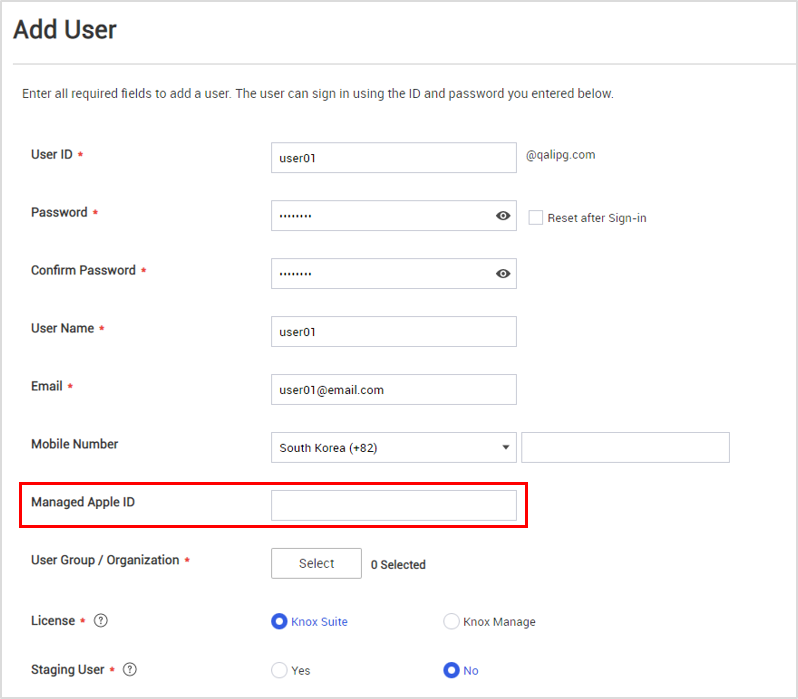 Add User
Enter all required fields to add a user. The user can sign in using the ID and password you entered below.
User ID * user01 @qalipg.com
Password * •••••••• Reset after Sign-in
Confirm Password * ••••••••
User Name * user01
Email * user01@email.com
Mobile Number South Korea (+82)
Managed Apple ID
User Group / Organization * Select 0 Selected
License * ? Knox Suite Knox Manage
Staging User * ? Yes No